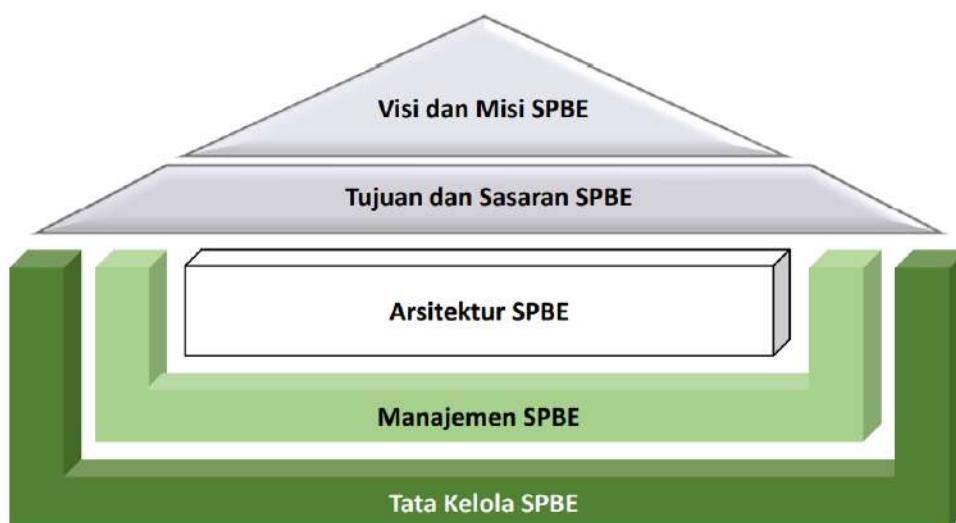 Visi dan Misi SPBE
Tujuan dan Sasaran SPBE
Arsitektur SPBE
Manajemen SPBE
Tata Kelola SPBE